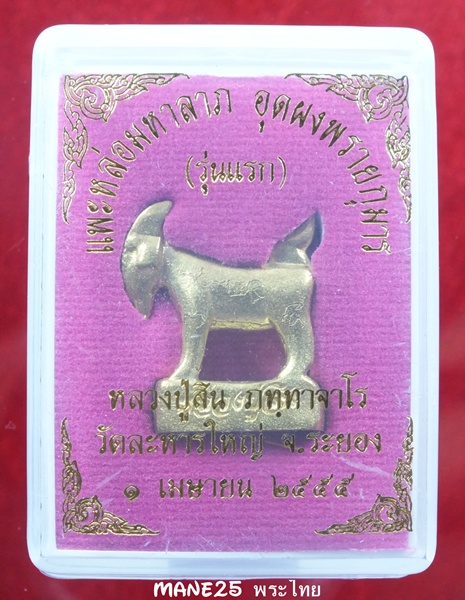 แพะหล่อมหาลาภ อุดผงพรายกุมาร
(รุ่นแรก)
หลวงปู่สิน ภทฺทาจาโร
วัดละหารใหญ่ จ.ระยอง
๑ เมษายน ๒๕๕๕
MANE25 พระไทย